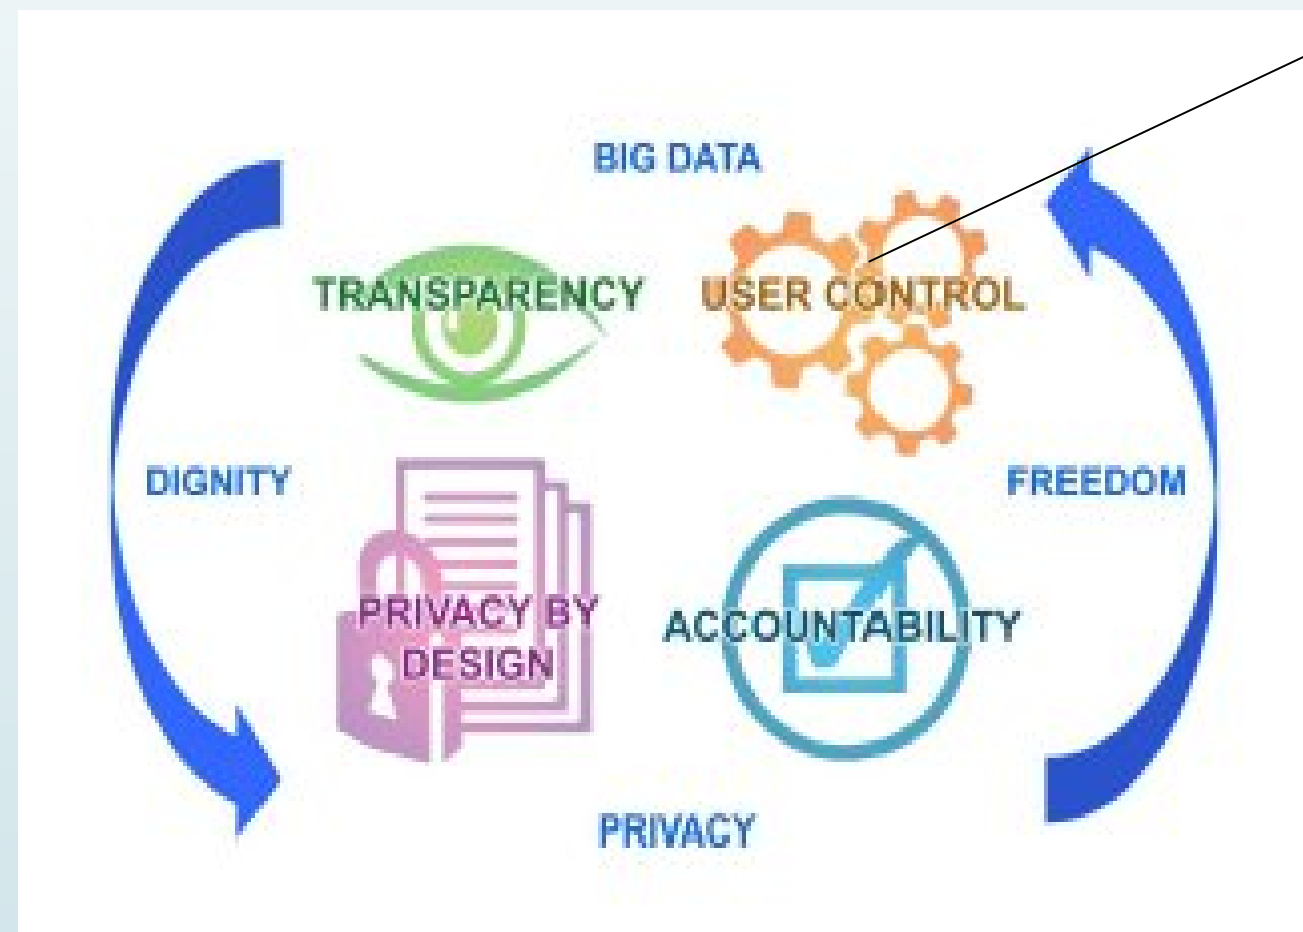 BIG DATA
TRANSPARENCY
USER CONTROL
DIGNITY
FREEDOM
PRIVACY BY
DESIGN
ACCOUNTABILITY
PRIVACY